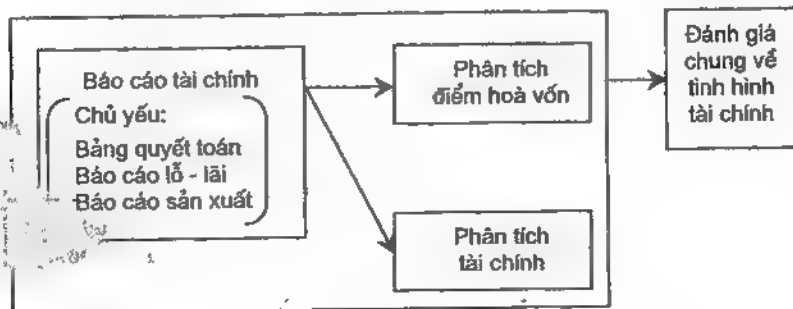 Báo cáo tài chính
Chủ yếu:
Bảng quyết toán
Báo cáo lỗ - lãi
Báo cáo sản xuất
Phân tích
điểm hoà vốn
Phân tích
tài chính
Đánh giá
chung về
tình hình
tài chính